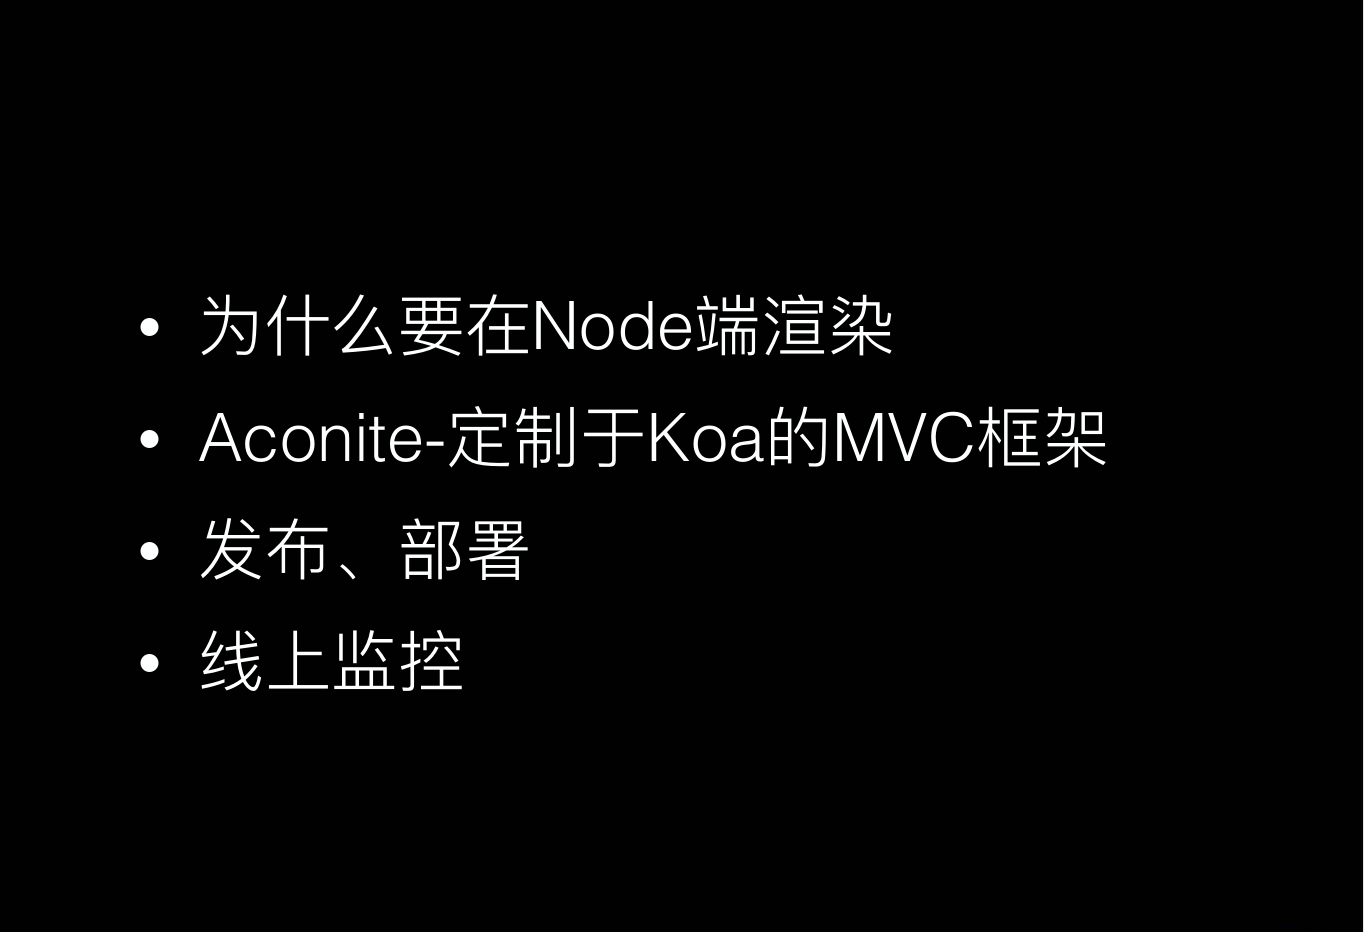 • 为什么要在Node端渲染
• Aconite-定制于Koa的MVC框架
• 发布、部署
• 线上监控